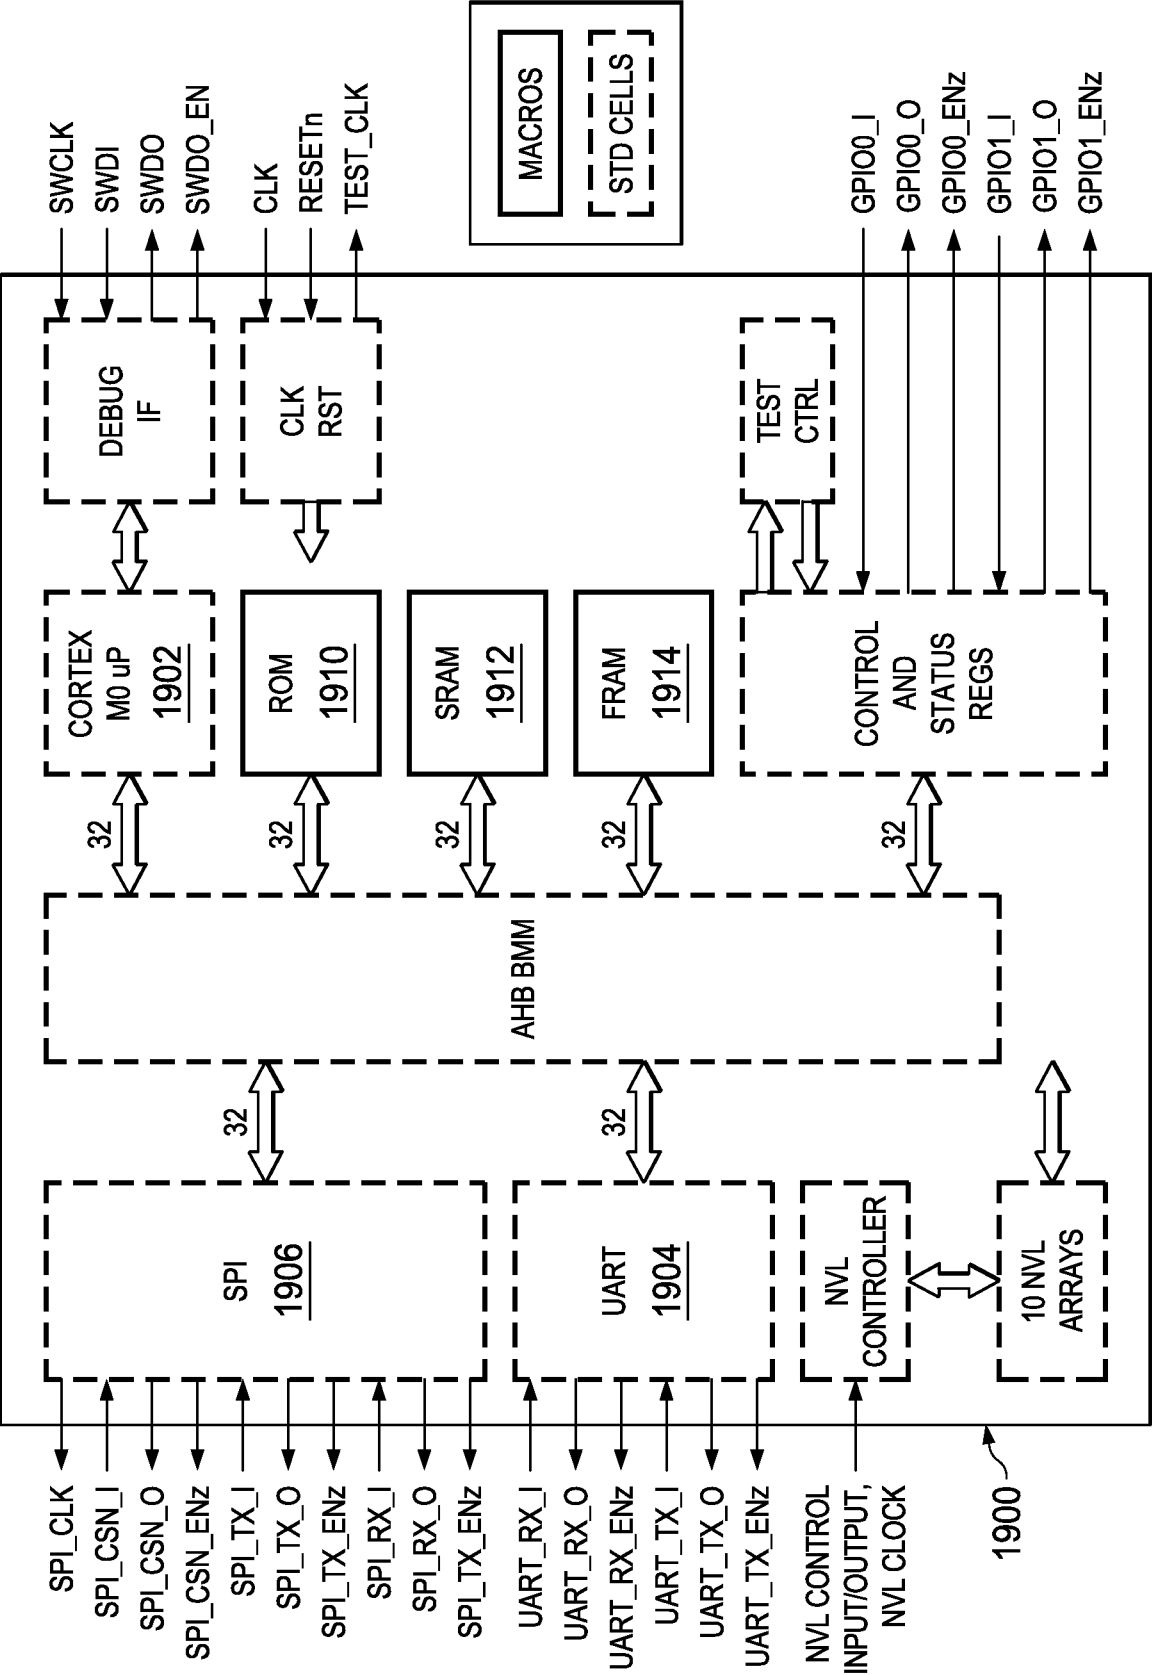 SPI_CLK
SPI_CSN_I
SPI_CSN_O
SPI_CSN_ENz
SPI_TX_I
SPI_TX_O
SPI_TX_ENz
SPI_RX_I
SPI_RX_O
SPI_TX_ENz
UART_RX_I
UART_RX_O
UART_RX_ENz
UART_TX_I
UART_TX_O
UART_TX_ENz
NVL CONTROL
INPUT/OUTPUT,
NVL CLOCK
1900
SPI
1906
UART
1904
NVL
CONTROLLER
10 NVL
ARRAYS
32
32
AHB BMM
32
32
32
32
32
CORTEX
M0 uP
1902
ROM
1910
SRAM
1912
FRAM
1914
CONTROL
AND
STATUS
REGS
DEBUG
IF
CLK
RST
TEST
CTRL
SWCLK
SWDI
SWDO
SWDO_EN
CLK
RESETn
TEST_CLK
MACROS
STD CELLS
GPIO0_I
GPIO0_O
GPIO0_ENz
GPIO1_I
GPIO1_O
GPIO1_ENz